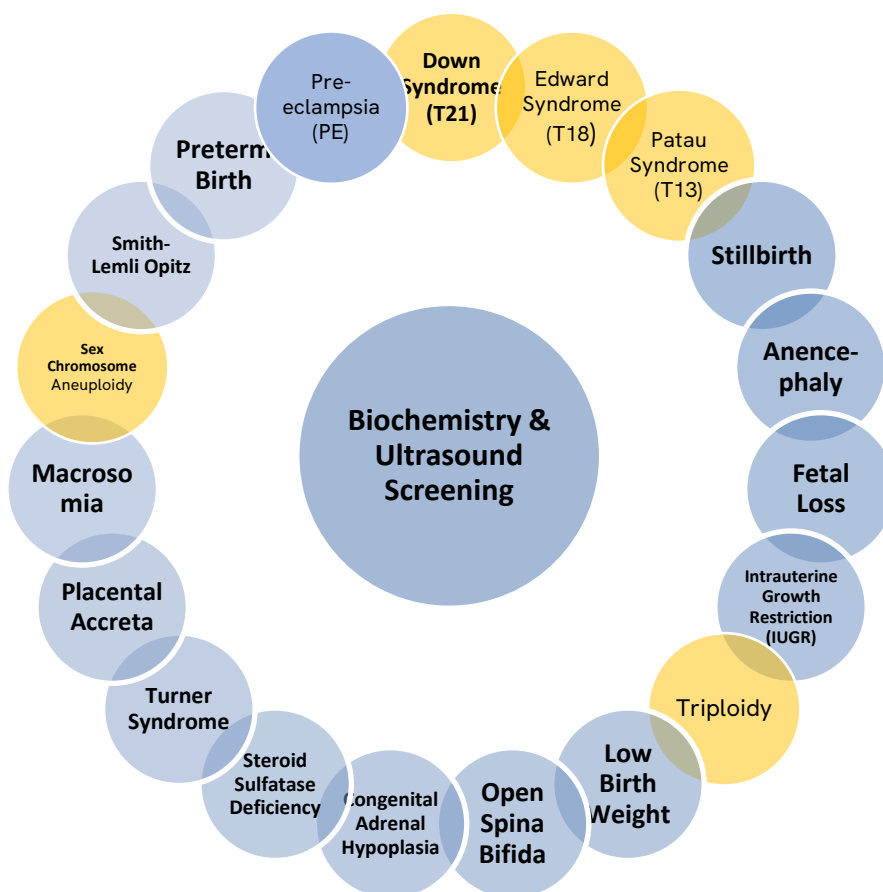 Down
Syndrome
(T21)
Edward
Syndrome
(T18)
Patau
Syndrome
(T13)
Stillbirth
Anence-
phaly
Fetal
Loss
Intrauterine
Growth
Restriction
(IUGR)
Triploidy
Low
Birth
Weight
Open
Spina
Bifida
Congenital
Adrenal
Hypoplasia
Steroid
Sulfatase
Deficiency
Turner
Syndrome
Placental
Accreta
Macroso
mia
Sex
Chromosome
Aneuploidy
Smith-
Lemli Opitz
Preterm
Birth
Pre-
eclampsia
(PE)
Biochemistry &
Ultrasound
Screening